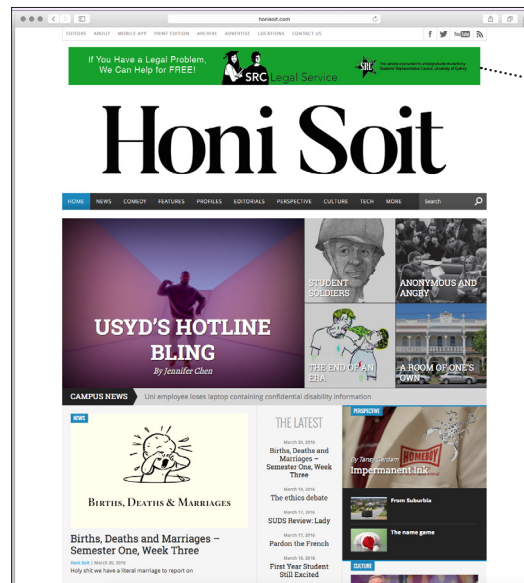 honisoit.com
EDITORS ABOUT MOBILE APP PRINT EDITION ARCHIVE ADVERTISE LOCATIONS CONTACT US
If You Have a Legal Problem,
We Can Help for FREE!
SRC Legal Service
SRC
Honi Soit
HOME NEWS COMEDY FEATURES PROFILES EDITORIALS PERSPECTIVE CULTURE TECH MORE Search
USYD'S HOTLINE
BLING
By Jennifer Chen
STUDENT
SOLDIERS
ANONYMOUS AND
ANGRY
THE END OF AN
ERA
A ROOM OF ONE'S
OWN
CAMPUS NEWS Uni employee loses laptop containing confidential disability information
NEWS
BIRTHS, DEATHS & MARRIAGES
Births, Deaths and Marriages –
Semester One, Week Three
Honi Soit | March 20, 2016
Holy shit we have a literal marriage to report on
THE LATEST
March 20, 2016
Births, Deaths and
Marriages –
Semester One, Week
Three
The ethics debate
March 17, 2016
SUDS Review: Lady
March 17, 2016
Pardon the French
March 16, 2016
First Year Student
Still Excited
PERSPECTIVE
HOMEBOY
By Tansy Gardam
Impermanent Ink
From Suburbia
The name game
CULTURE